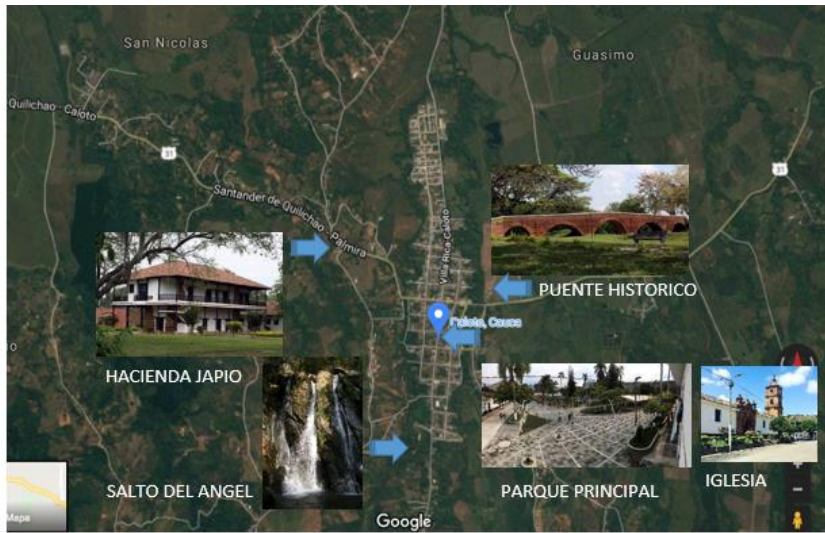 San Nicolas
Guasimo
Quilichao - Caloto
31
31
Santander de Quilichao - Palmira
Villa Rica Caloto
PUENTE HISTORICO
Caloto, Cauca
HACIENDA JAPIO
SALTO DEL ANGEL
PARQUE PRINCIPAL
IGLESIA
Mapa
Google